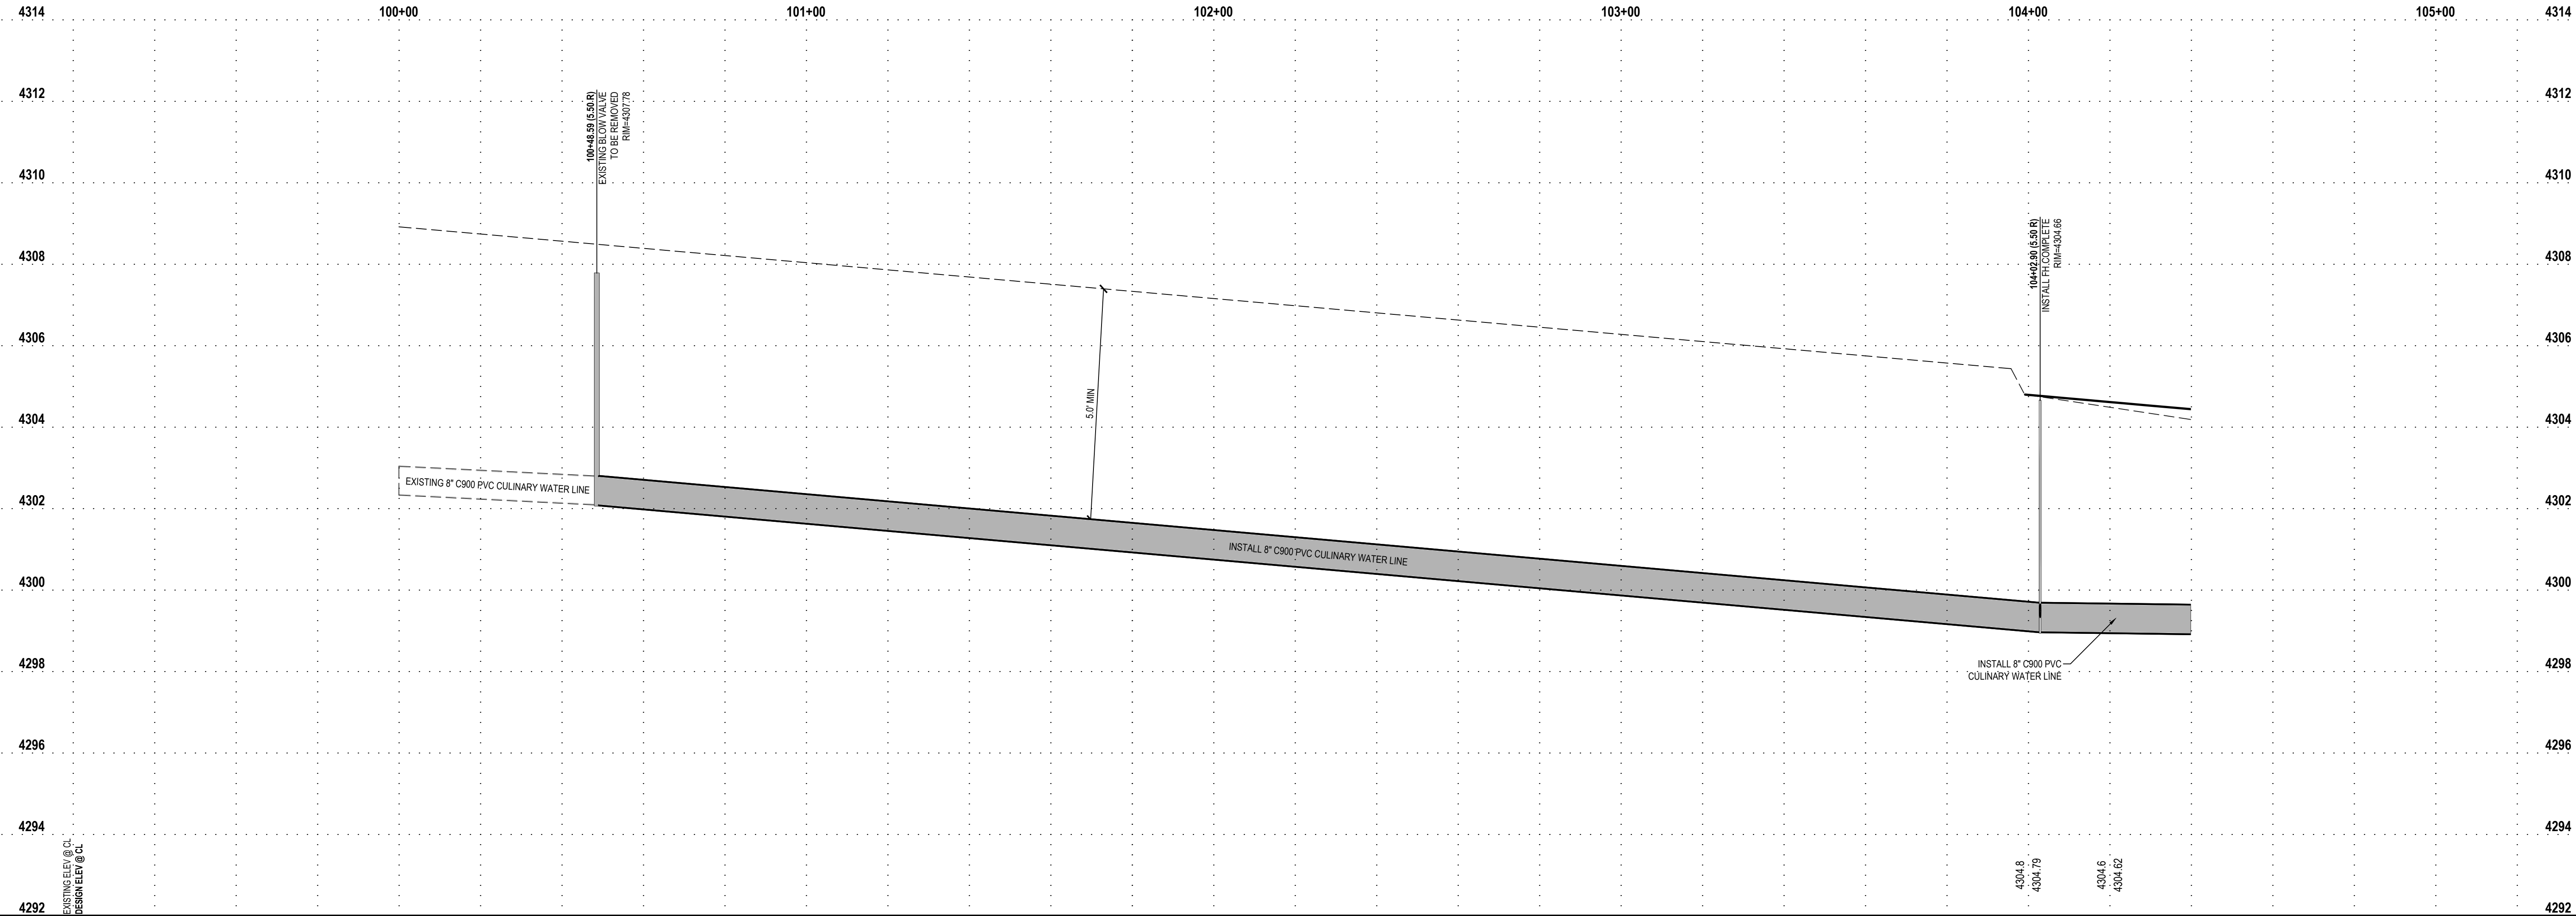 4314 100+00 101+00 102+00 103+00 104+00 105+00 4314
4312 4312
100+48.59 (5.50 R)
EXISTING BLOW VALVE
TO BE REMOVED
RIM=4307.78
4310 4310
104+02.90 (5.50 R)
INSTALL FH COMPLETE
RIM=4304.66
4308 4308
4306 4306
5.0' MIN
4304 4304
EXISTING 8" C900 PVC CULINARY WATER LINE
4302 4302
INSTALL 8" C900 PVC CULINARY WATER LINE
4300 4300
INSTALL 8" C900 PVC
CULINARY WATER LINE
4298 4298
4296 4296
4294 4294
EXISTING ELEV @ CL
DESIGN ELEV @ CL
4304.8
4304.79
4304.6
4304.62
4292 4292